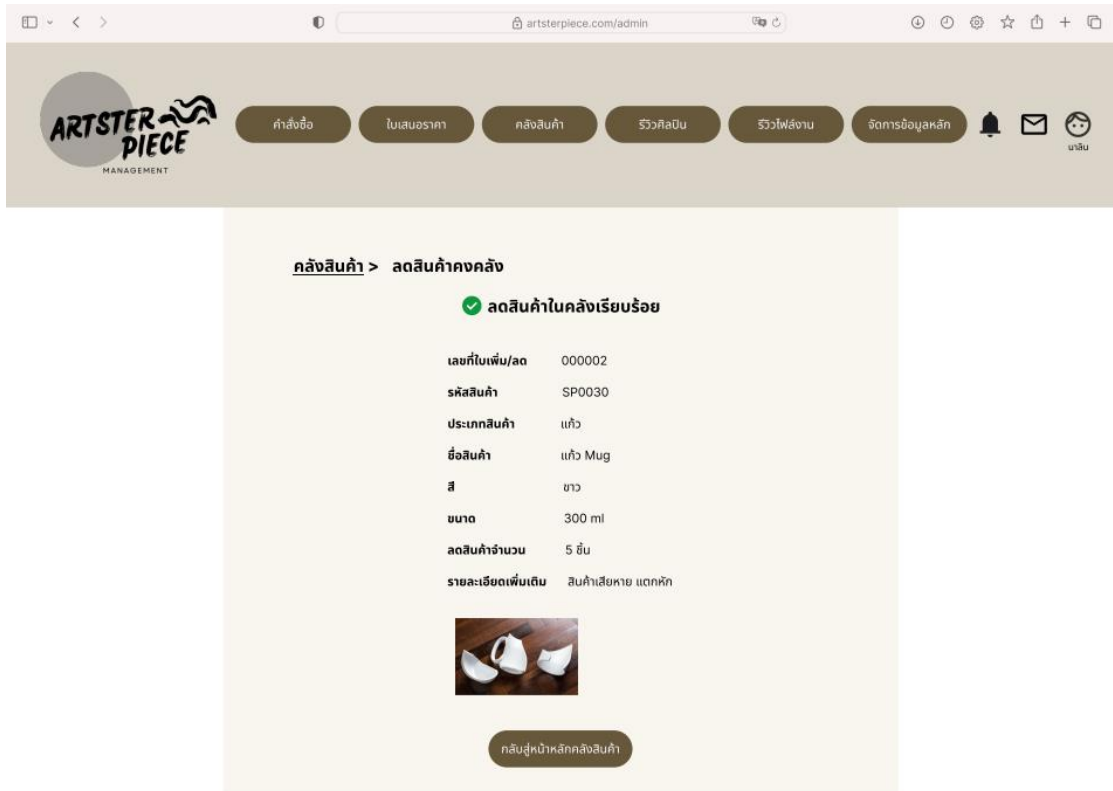 artsterpiece.com/admin
ARTSTER
PIECE
MANAGEMENT
คำสั่งซื้อ
ใบเสนอราคา
คลังสินค้า
รีวิวศิลปิน
รีวิวไฟล์งาน
จัดการข้อมูลหลัก
นาลิน
คลังสินค้า > ลดสินค้าคงคลัง
ลดสินค้าในคลังเรียบร้อย
เลขที่ใบเพิ่ม/ลด 000002
รหัสสินค้า SP0030
ประเภทสินค้า แก้ว
ชื่อสินค้า แก้ว Mug
สี ขาว
ขนาด 300 ml
ลดสินค้าจำนวน 5 ชิ้น
รายละเอียดเพิ่มเติม สินค้าเสียหาย แตกหัก
กลับสู่หน้าหลักคลังสินค้า